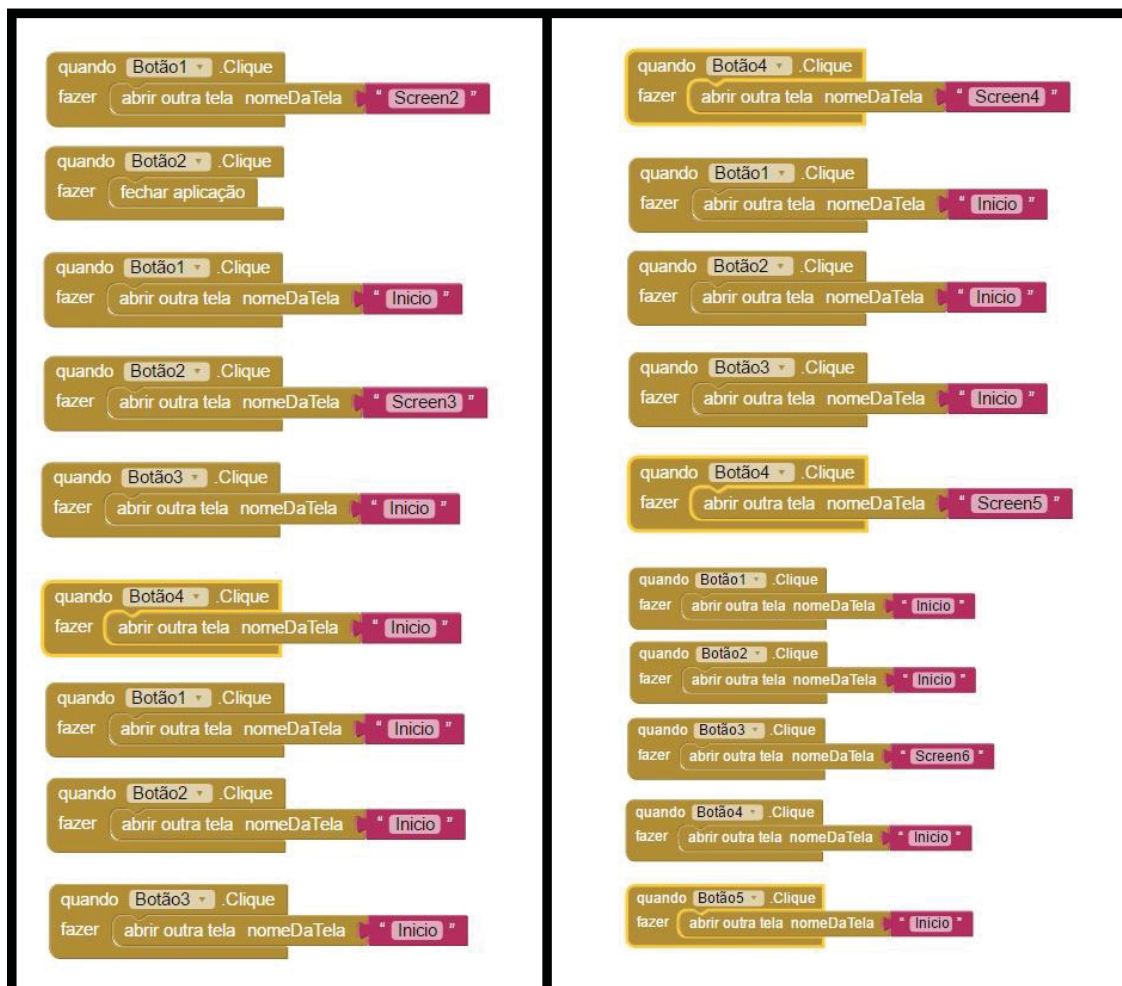 quando Botão1 .Clique
fazer abrir outra tela nomeDaTela " Screen2 "
quando Botão2 .Clique
fazer fechar aplicação
quando Botão1 .Clique
fazer abrir outra tela nomeDaTela " Inicio "
quando Botão2 .Clique
fazer abrir outra tela nomeDaTela " Screen3 "
quando Botão3 .Clique
fazer abrir outra tela nomeDaTela " Inicio "
quando Botão4 .Clique
fazer abrir outra tela nomeDaTela " Inicio "
quando Botão1 .Clique
fazer abrir outra tela nomeDaTela " Inicio "
quando Botão2 .Clique
fazer abrir outra tela nomeDaTela " Inicio "
quando Botão3 .Clique
fazer abrir outra tela nomeDaTela " Inicio "
quando Botão4 .Clique
fazer abrir outra tela nomeDaTela " Screen4 "
quando Botão1 .Clique
fazer abrir outra tela nomeDaTela " Inicio "
quando Botão2 .Clique
fazer abrir outra tela nomeDaTela " Inicio "
quando Botão3 .Clique
fazer abrir outra tela nomeDaTela " Inicio "
quando Botão4 .Clique
fazer abrir outra tela nomeDaTela " Screen5 "
quando Botão1 .Clique
fazer abrir outra tela nomeDaTela " Inicio "
quando Botão2 .Clique
fazer abrir outra tela nomeDaTela " Inicio "
quando Botão3 .Clique
fazer abrir outra tela nomeDaTela " Screen6 "
quando Botão4 .Clique
fazer abrir outra tela nomeDaTela " Inicio "
quando Botão5 .Clique
fazer abrir outra tela nomeDaTela " Inicio "